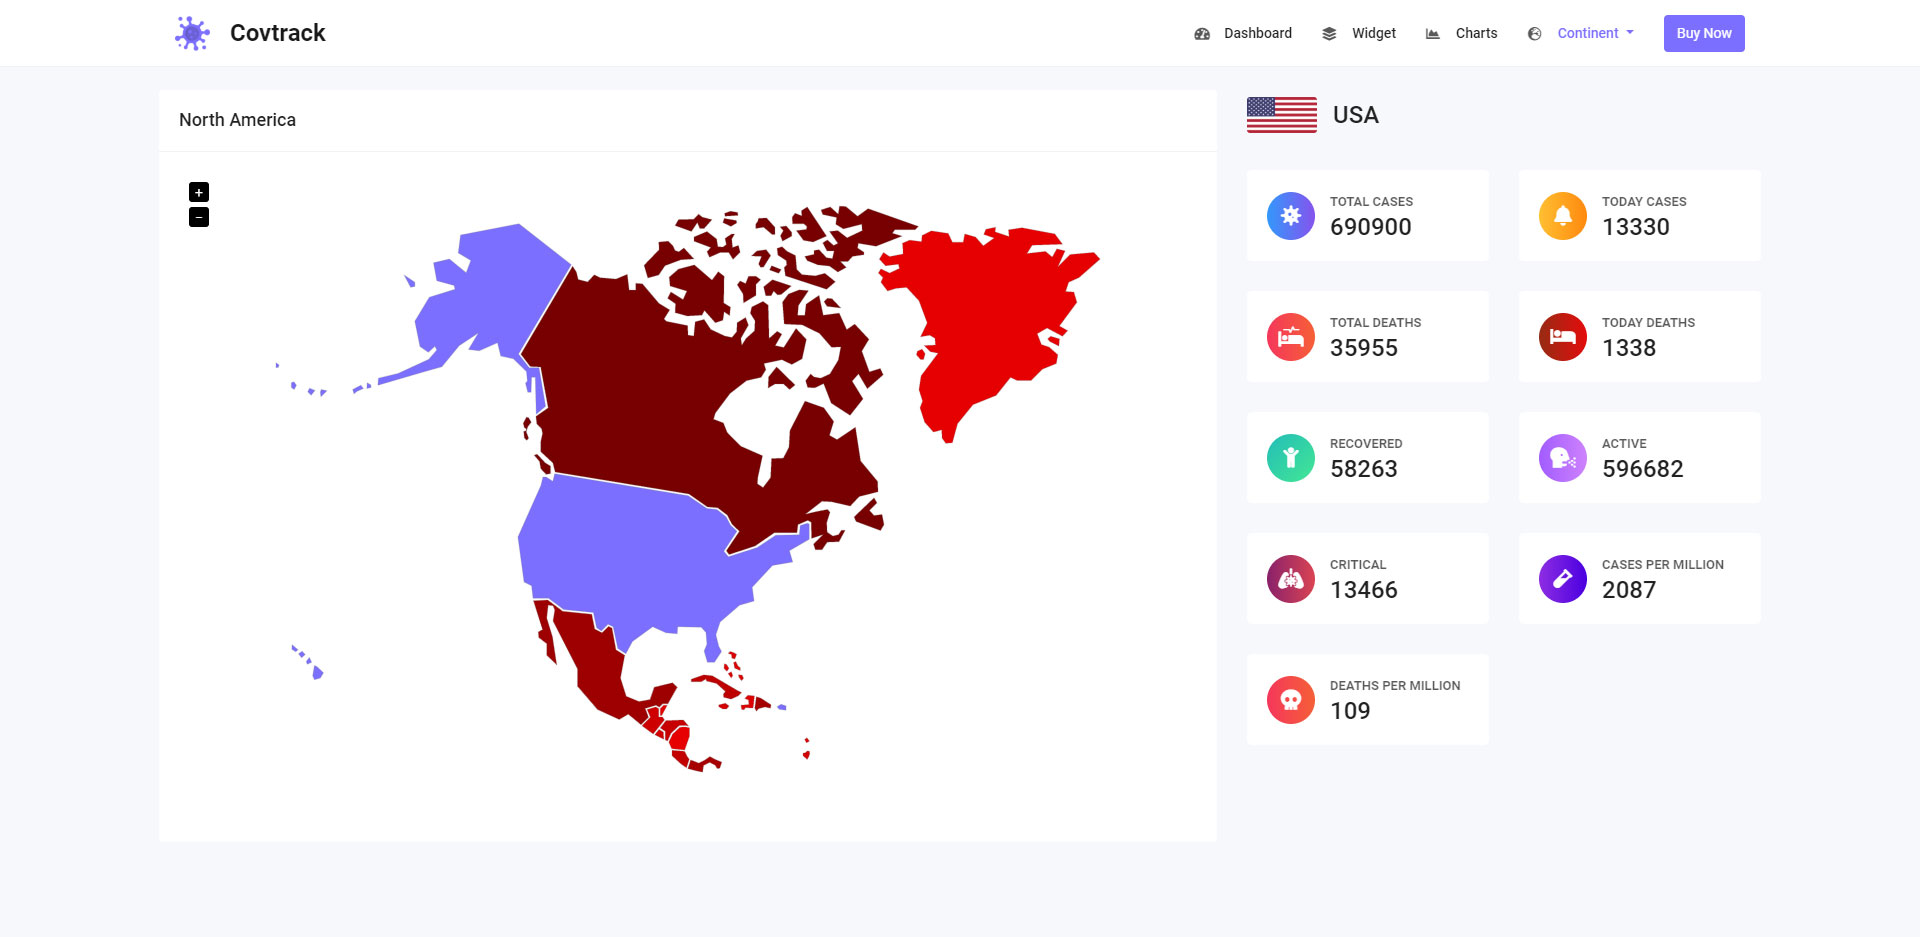 Covtrack
Dashboard
Widget
Charts
Continent
Buy Now
North America
+
−
USA
TOTAL CASES
690900
TODAY CASES
13330
TOTAL DEATHS
35955
TODAY DEATHS
1338
RECOVERED
58263
ACTIVE
596682
CRITICAL
13466
CASES PER MILLION
2087
DEATHS PER MILLION
109